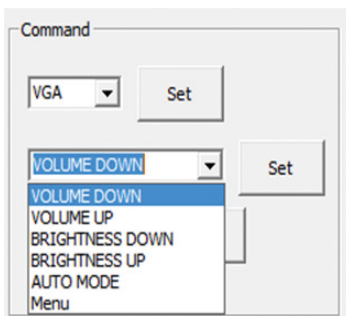 Command
VGA Set
VOLUME DOWN Set
VOLUME DOWN
VOLUME UP
BRIGHTNESS DOWN
BRIGHTNESS UP
AUTO MODE
Menu